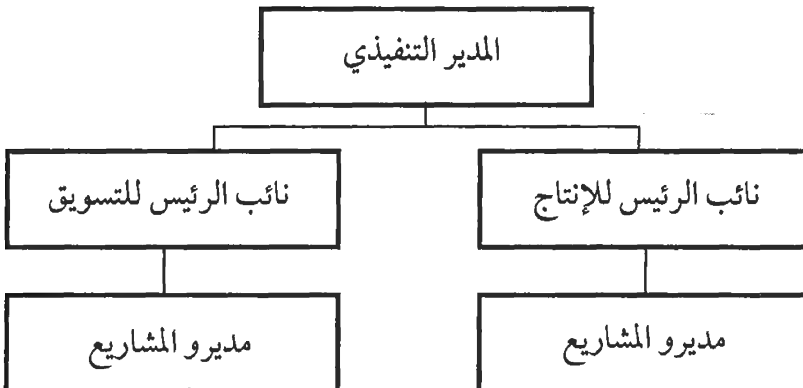 المدير التنفيذي
نائب الرئيس للإنتاج
نائب الرئيس للتسويق
مديرو المشاريع
مديرو المشاريع